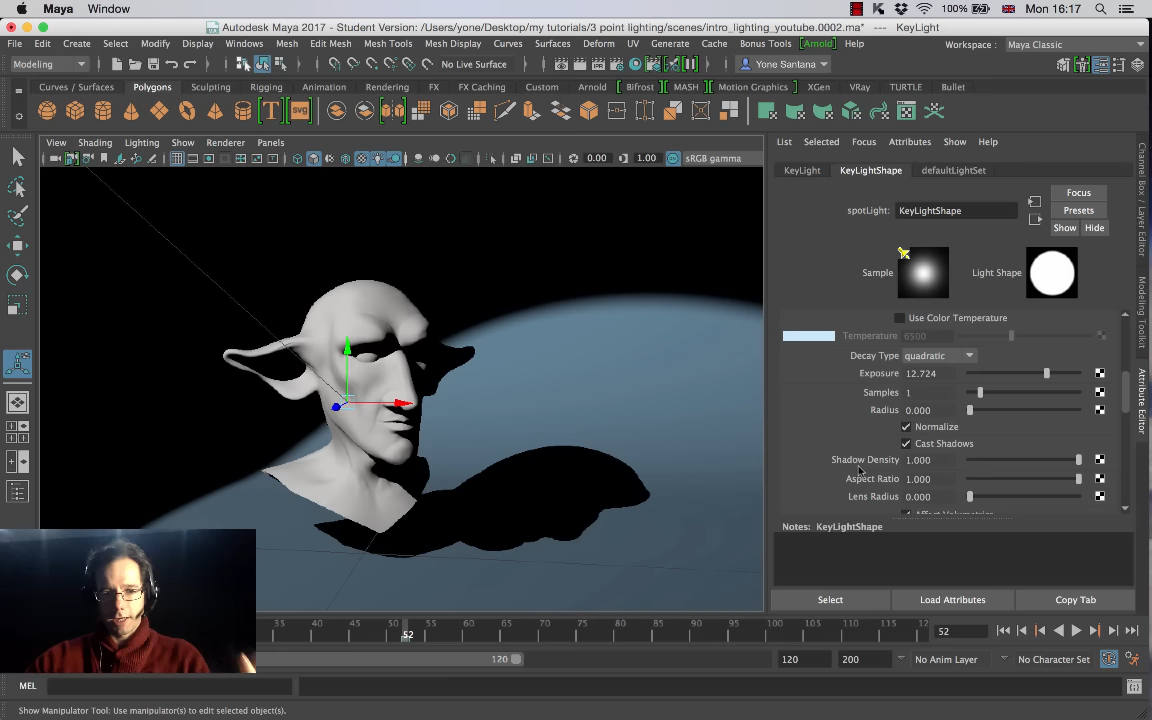 Maya Window 100% Mon 16:17
Autodesk Maya 2017 - Student Version: /Users/yone/Desktop/my tutorials/3 point lighting/scenes/intro_lighting_youtube.0002.ma* --- KeyLight
File Edit Create Select Modify Display Windows Mesh Edit Mesh Mesh Tools Mesh Display Curves Surfaces Deform UV Generate Cache Bonus Tools [Arnold] Help Workspace : Maya Classic
Modeling No Live Surface Yone Santana
Curves / Surfaces Polygons Sculpting Rigging Animation Rendering FX FX Caching Custom Arnold Bifrost MASH Motion Graphics XGen VRay TURTLE Bullet
T svg
View Shading Lighting Show Renderer Panels
0.00 1.00 sRGB gamma
List Selected Focus Attributes Show Help
KeyLight KeyLightShape defaultLightSet
Focus
spotLight: KeyLightShape Presets
Show Hide
Sample Light Shape
Use Color Temperature
Temperature 6500
Decay Type quadratic
Exposure 12.724
Samples 1
Radius 0.000
Normalize
Cast Shadows
Shadow Density 1.000
Aspect Ratio 1.000
Lens Radius 0.000
Affect Volumetrics
Notes: KeyLightShape
Select Load Attributes Copy Tab
Channel Box / Layer Editor
Modeling Toolkit
Attribute Editor
35 40 45 50 55 60 65 70 75 80 85 90 95 100 105 110 115 12
52 52
120 120 200 No Anim Layer No Character Set
MEL
Show Manipulator Tool: Use manipulator(s) to edit selected object(s).